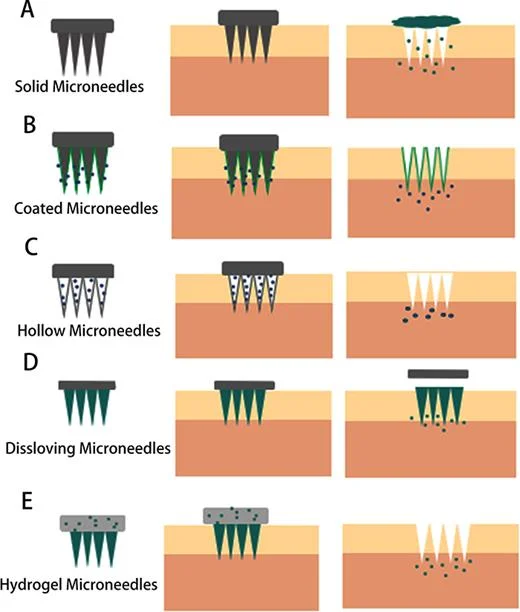 A
Solid Microneedles
B
Coated Microneedles
C
Hollow Microneedles
D
Dissloving Microneedles
E
Hydrogel Microneedles